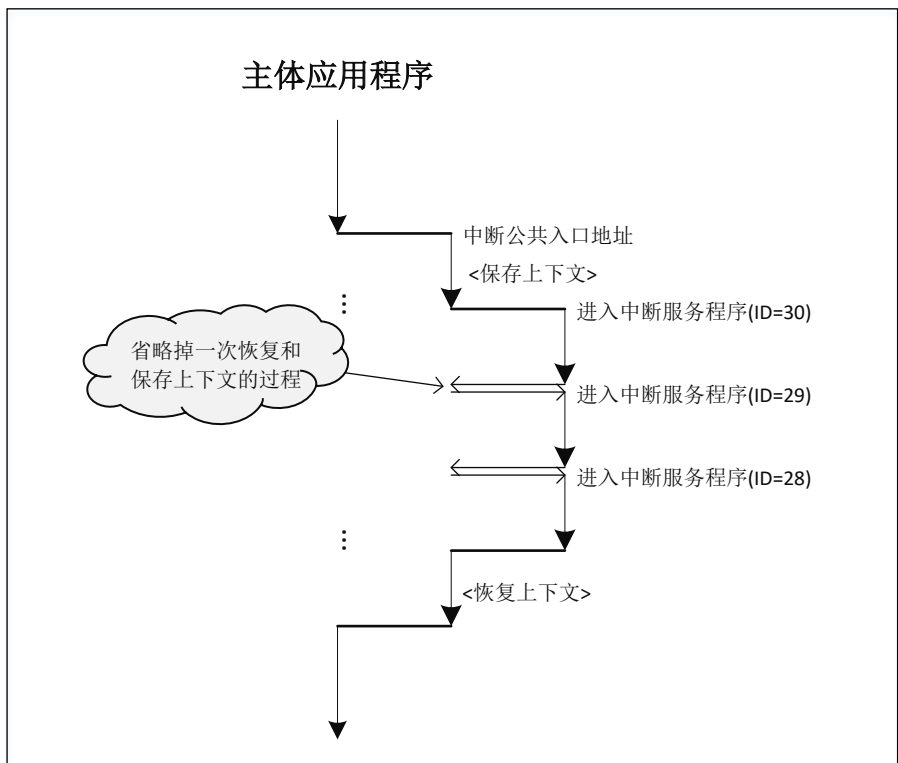 主体应用程序
中断公共入口地址
<保存上下文>
⋮
进入中断服务程序(ID=30)
省略掉一次恢复和
保存上下文的过程
进入中断服务程序(ID=29)
进入中断服务程序(ID=28)
⋮
<恢复上下文>